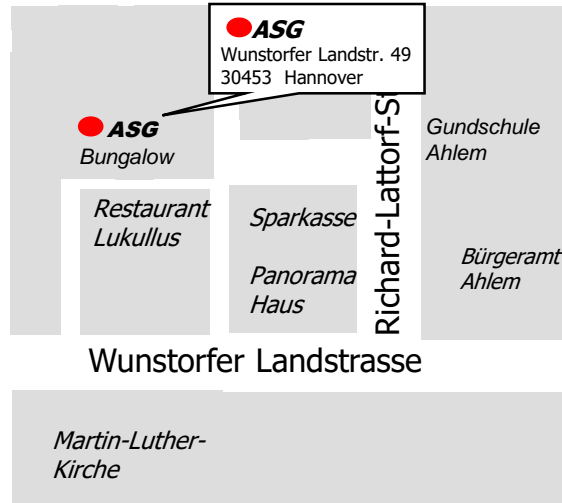 ASG
Wunstorfer Landstr. 49
30453 Hannover
ASG
Bungalow
Restaurant
Lukullus
Sparkasse
Panorama
Haus
Richard-Lattorf-St
Gundschule
Ahlem
Bürgeramt
Ahlem
Wunstorfer Landstrasse
Martin-Luther-
Kirche